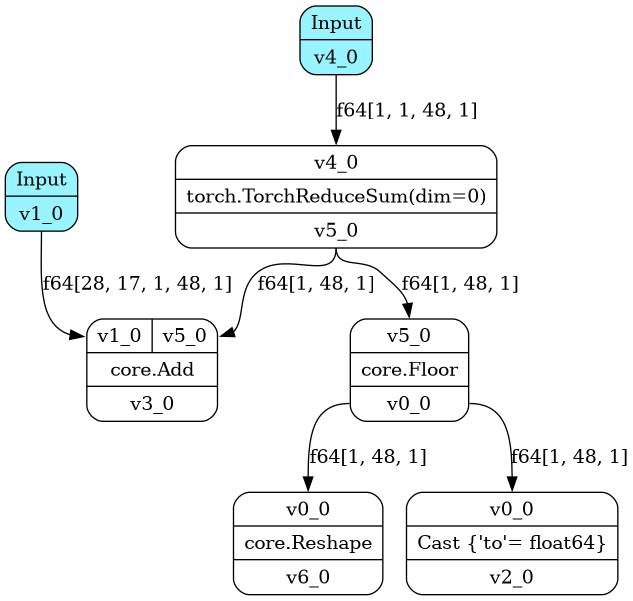 Input
v4_0
f64[1, 1, 48, 1]
Input
v1_0
v4_0
torch.TorchReduceSum(dim=0)
v5_0
f64[28, 17, 1, 48, 1]
f64[1, 48, 1]
f64[1, 48, 1]
v1_0 v5_0
core.Add
v3_0
v5_0
core.Floor
v0_0
f64[1, 48, 1]
f64[1, 48, 1]
v0_0
core.Reshape
v6_0
v0_0
Cast {'to'= float64}
v2_0